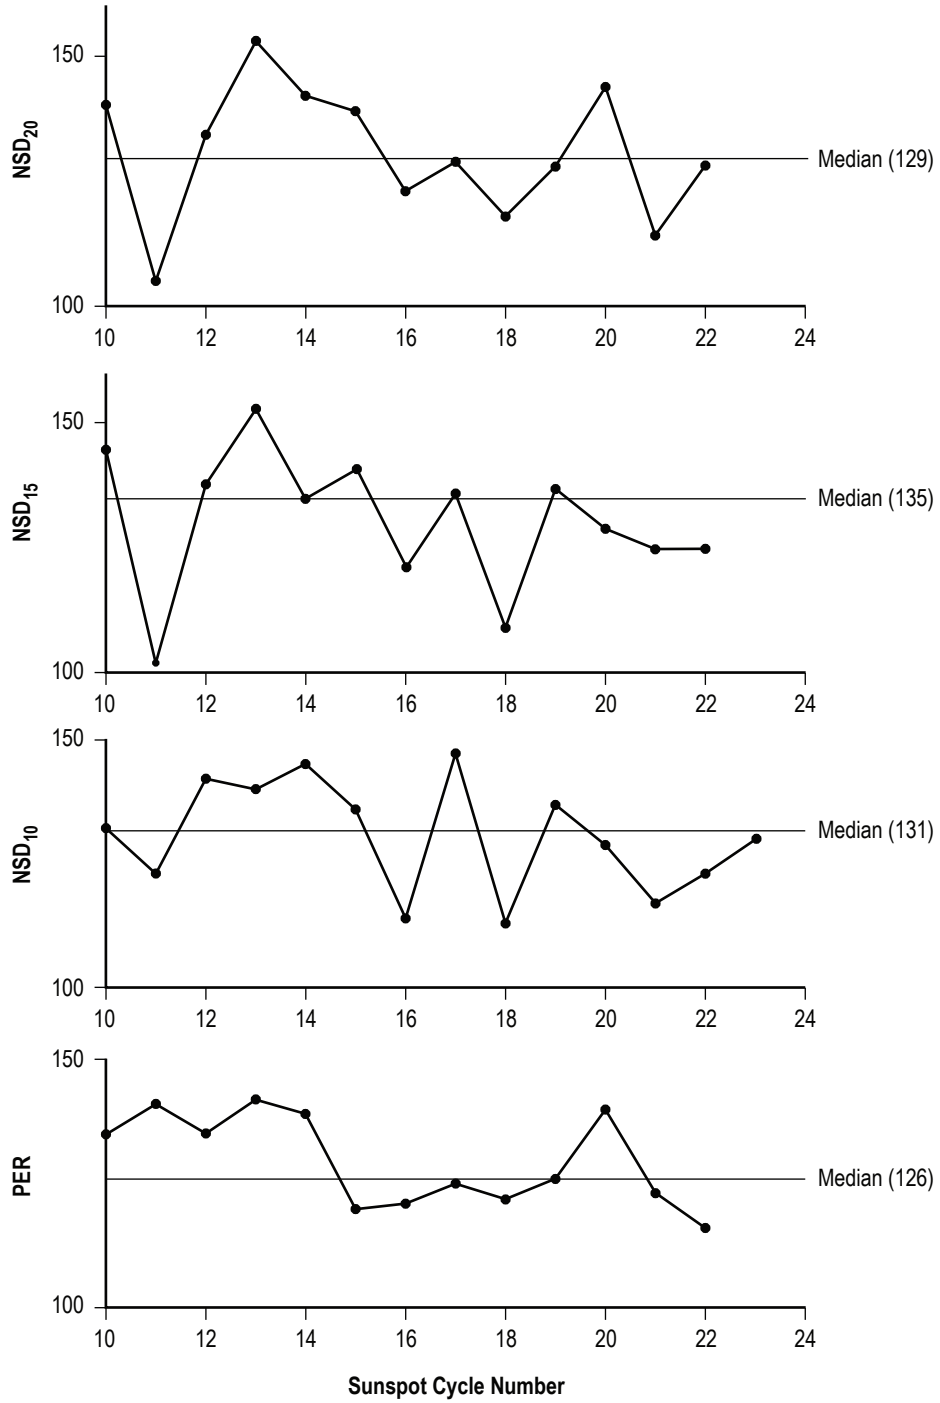 150
NSD20
Median (129)
100
10 12 14 16 18 20 22 24
150
NSD15
Median (135)
100
10 12 14 16 18 20 22 24
150
NSD10
Median (131)
100
10 12 14 16 18 20 22 24
150
PER
Median (126)
100
10 12 14 16 18 20 22 24
Sunspot Cycle Number